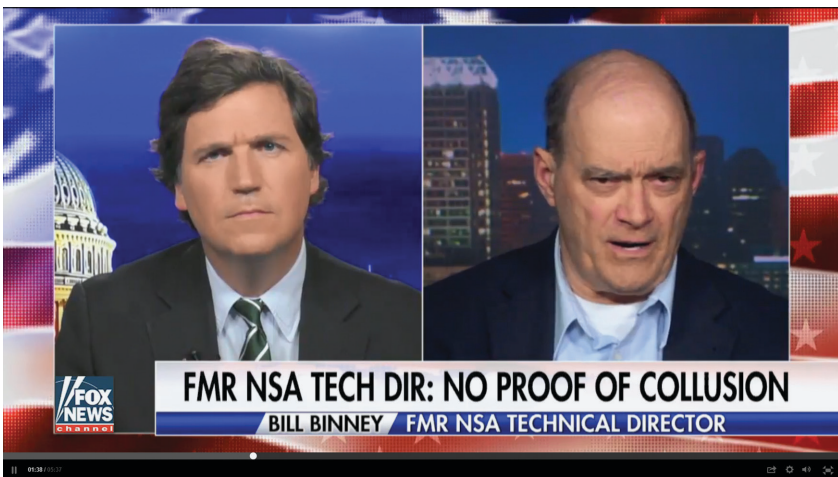 FMR NSA TECH DIR: NO PROOF OF COLLUSION
FOX
NEWS
channel
BILL BINNEY FMR NSA TECHNICAL DIRECTOR
01:38 / 05:37